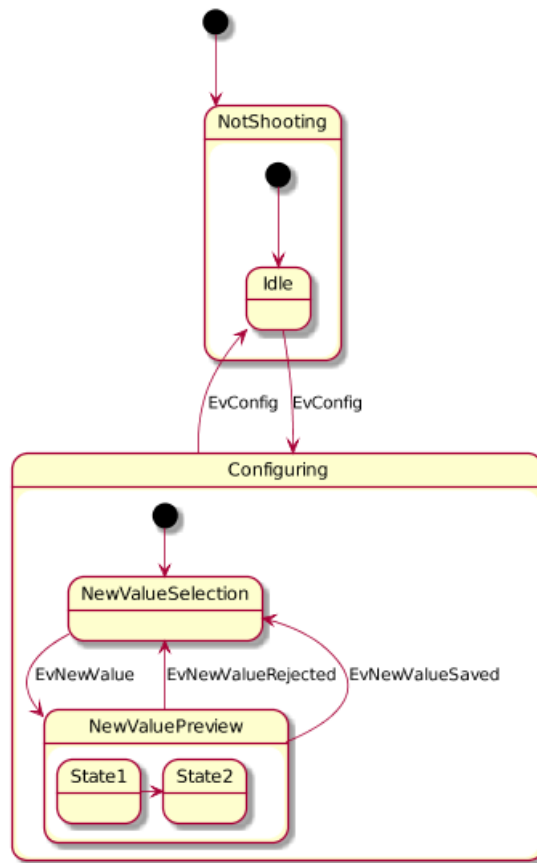 NotShooting
Idle
EvConfig EvConfig
Configuring
NewValueSelection
EvNewValue EvNewValueRejected EvNewValueSaved
NewValuePreview
State1 State2